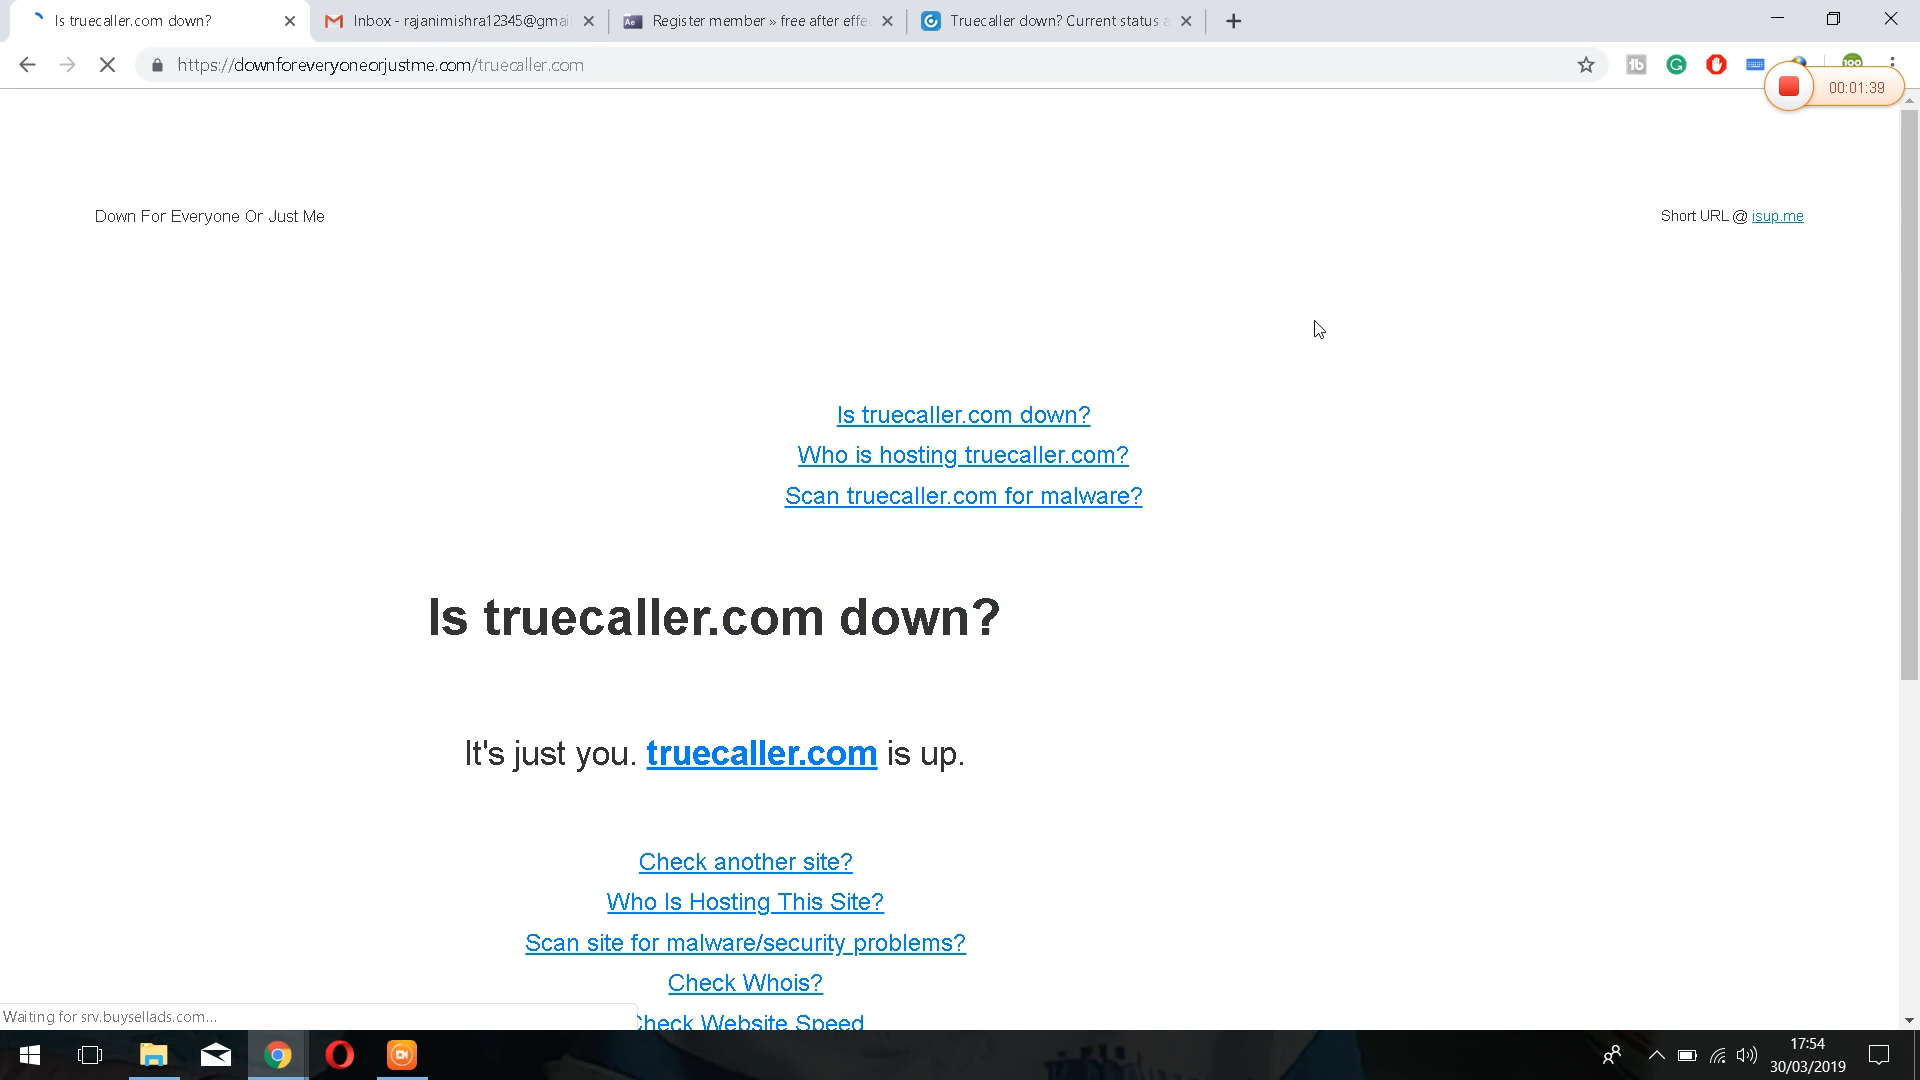 Is truecaller.com down?
Inbox - rajanimishra12345@gmai
Register member » free after effe
Truecaller down? Current status a
https://downforeveryoneorjustme.com/truecaller.com
00:01:39
Down For Everyone Or Just Me
Short URL @ isup.me
Is truecaller.com down?
Who is hosting truecaller.com?
Scan truecaller.com for malware?
Is truecaller.com down?
It's just you. truecaller.com is up.
Check another site?
Who Is Hosting This Site?
Scan site for malware/security problems?
Check Whois?
Check Website Speed
Waiting for srv.buysellads.com...
17:54
30/03/2019